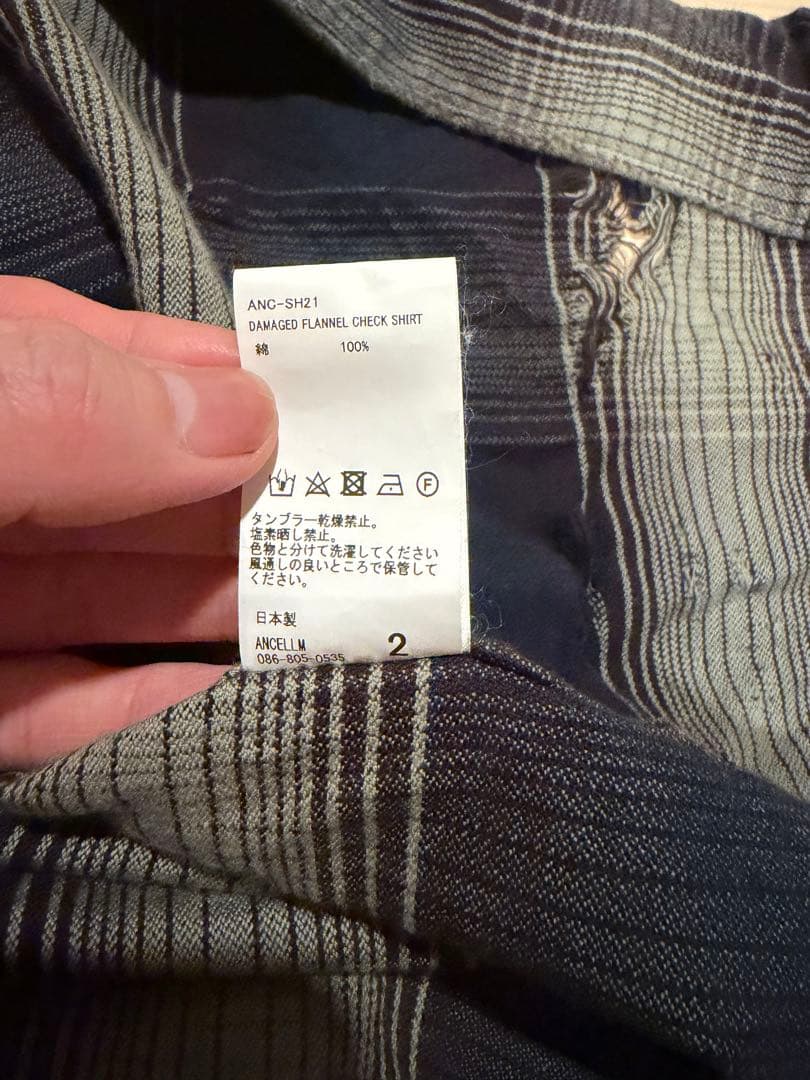 ANC-SH21
DAMAGED FLANNEL CHECK SHIRT
綿 100%
F
タンブラー乾燥禁止。
塩素晒し禁止。
色物と分けて洗濯してください
風通しの良いところで保管して
ください。
日本製
ANCELLM 2
086-805-0535